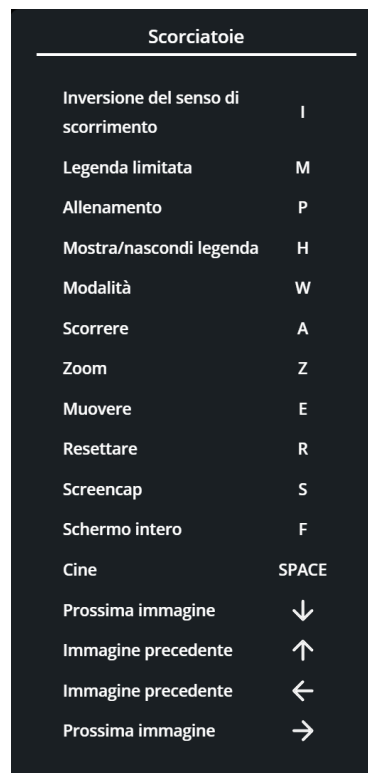 Scorciatoie
Inversione del senso di
scorrimento I
Legenda limitata M
Allenamento P
Mostra/nascondi legenda H
Modalità W
Scorrere A
Zoom Z
Muovere E
Resettare R
Screencap S
Schermo intero F
Cine SPACE
Prossima immagine ↓
Immagine precedente ↑
Immagine precedente ←
Prossima immagine →